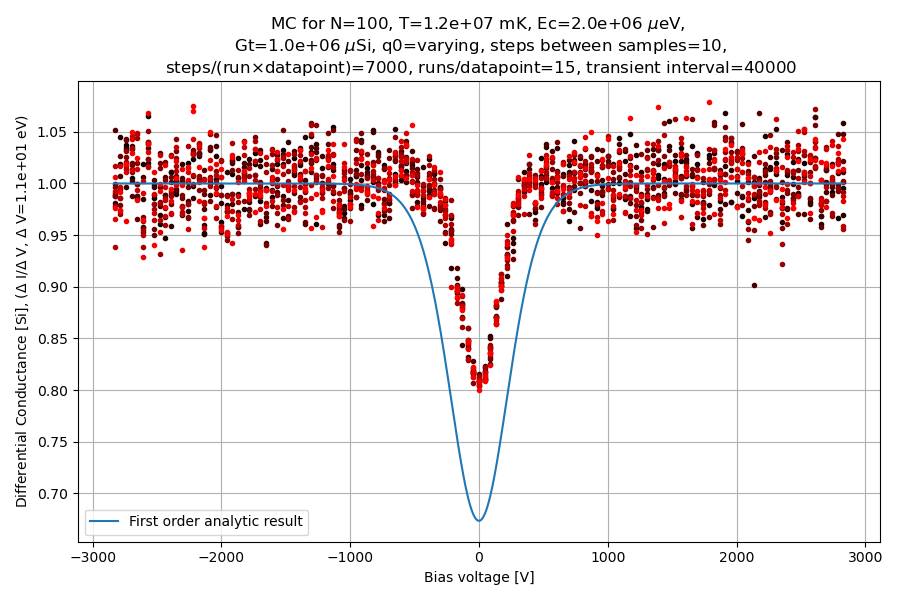 MC for N=100, T=1.2e+07 mK, Ec=2.0e+06 μeV,
Gt=1.0e+06 μSi, q0=varying, steps between samples=10,
steps/(run×datapoint)=7000, runs/datapoint=15, transient interval=40000
Differential Conductance [Si], (Δ I/Δ V, Δ V=1.1e+01 eV)
1.05
1.00
0.95
0.90
0.85
0.80
0.75
0.70
First order analytic result
−3000 −2000 −1000 0 1000 2000 3000
Bias voltage [V]